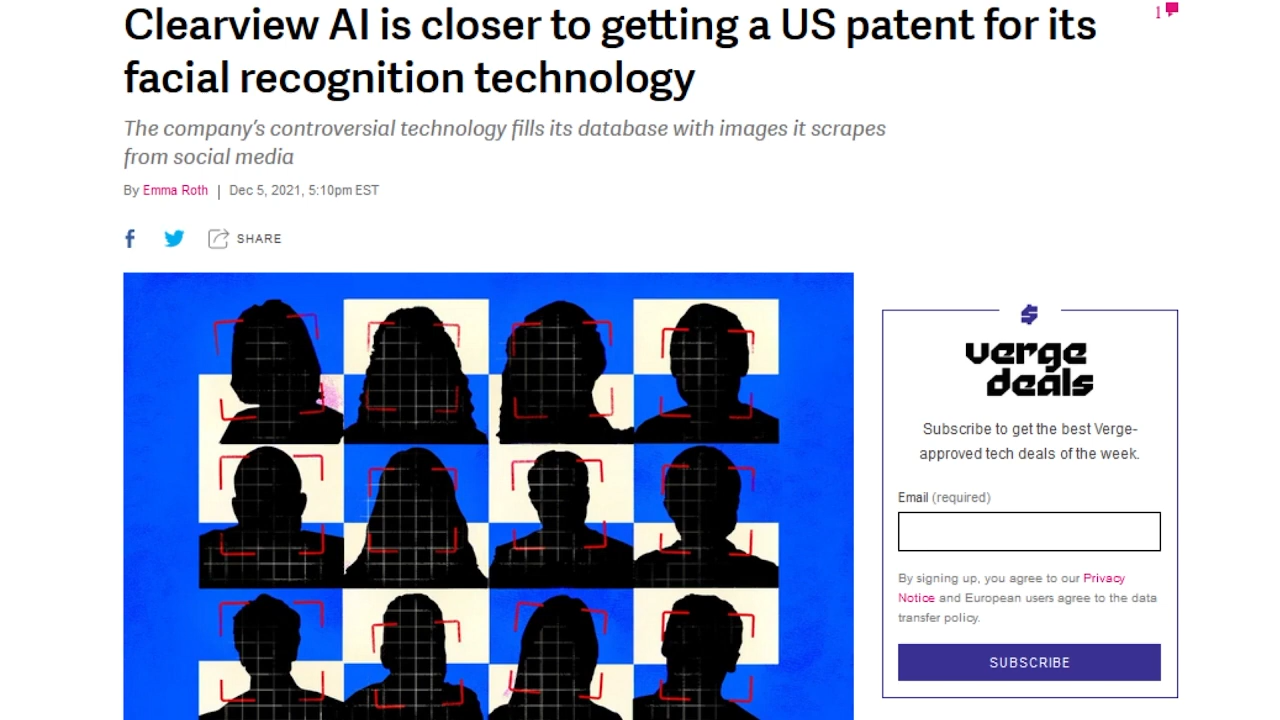 Clearview AI is closer to getting a US patent for its
facial recognition technology
1
The company's controversial technology fills its database with images it scrapes
from social media
By Emma Roth | Dec 5, 2021, 5:10pm EST
f
SHARE
$
verge
deals
Subscribe to get the best Verge-
approved tech deals of the week.
Email (required)
By signing up, you agree to our Privacy
Notice and European users agree to the data
transfer policy.
SUBSCRIBE